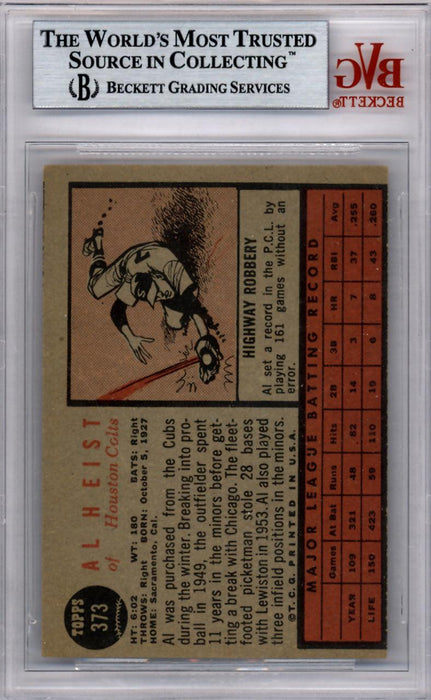 THE WORLD'S MOST TRUSTED
SOURCE IN COLLECTING™
(B) BECKETT GRADING SERVICES
BVG
BECKETT®
TOPPS
373
AL HEIST
of Houston Colts
HT: 6:02 WT: 180 BATS: Right
THROWS: Right BORN: October 5, 1927
HOME: Sacramento, Cal.
Al was purchased from the Cubs
during the winter. Breaking into pro-
ball in 1949, the outfielder spent
11 years in the minors before get-
ting a break with Chicago. The fleet-
footed picketman stole 28 bases
with Lewiston in 1953. Al also played
three infield positions in the minors.
©T.C.G. PRINTED IN U.S.A.
HIGHWAY ROBBERY
Al set a record in the P.C.L. by
playing 161 games without an
error.
MAJOR LEAGUE BATTING RECORD
Games At Bat Runs Hits 2B 3B HR RBI Avg
YEAR 109 321 48 82 14 3 7 37 .255
LIFE 150 423 59 110 19 6 8 43 .260